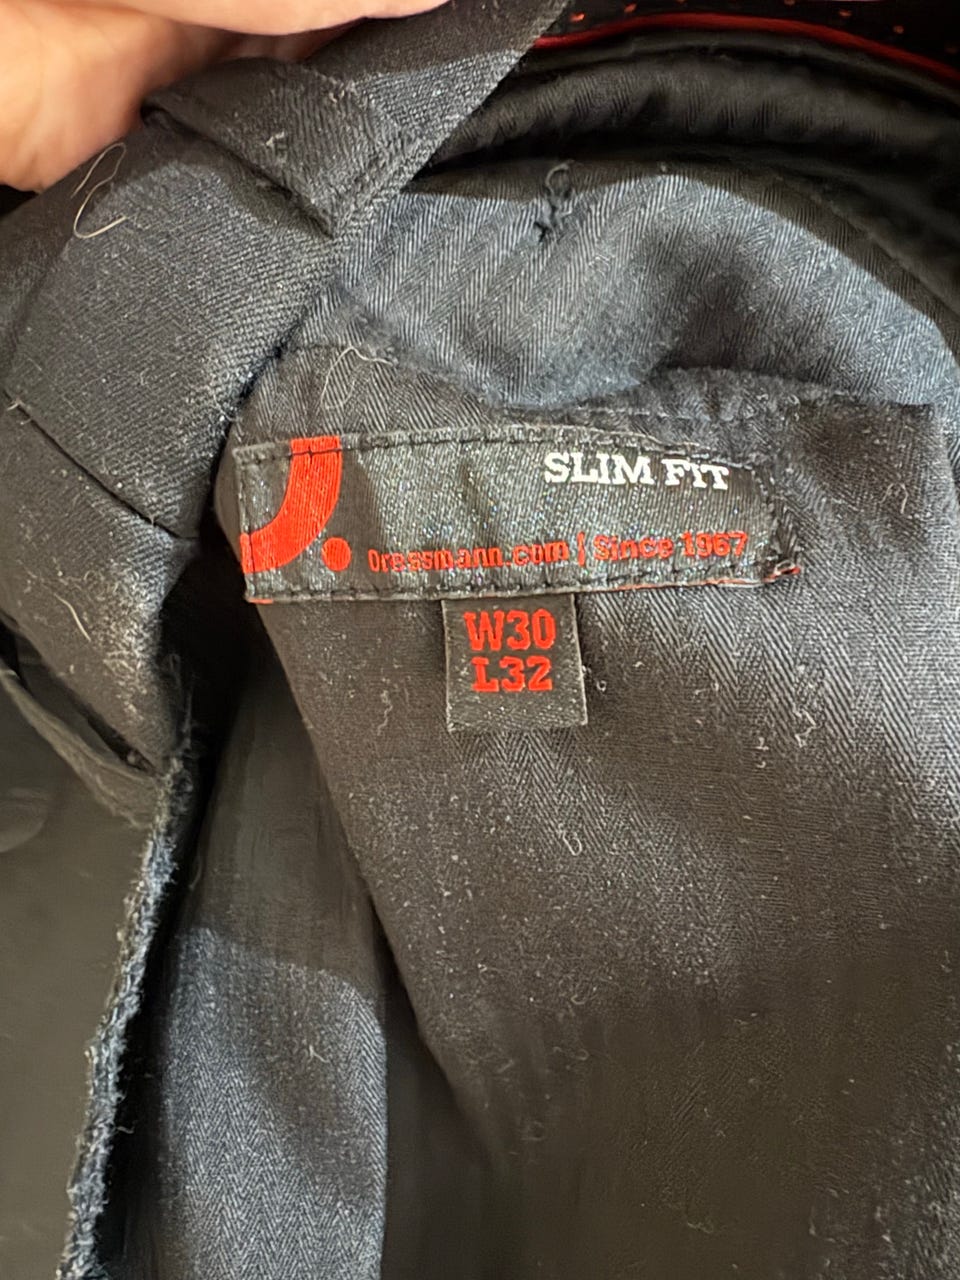 SLIM FIT
Dressmann.com | Since 1967
W30
L32